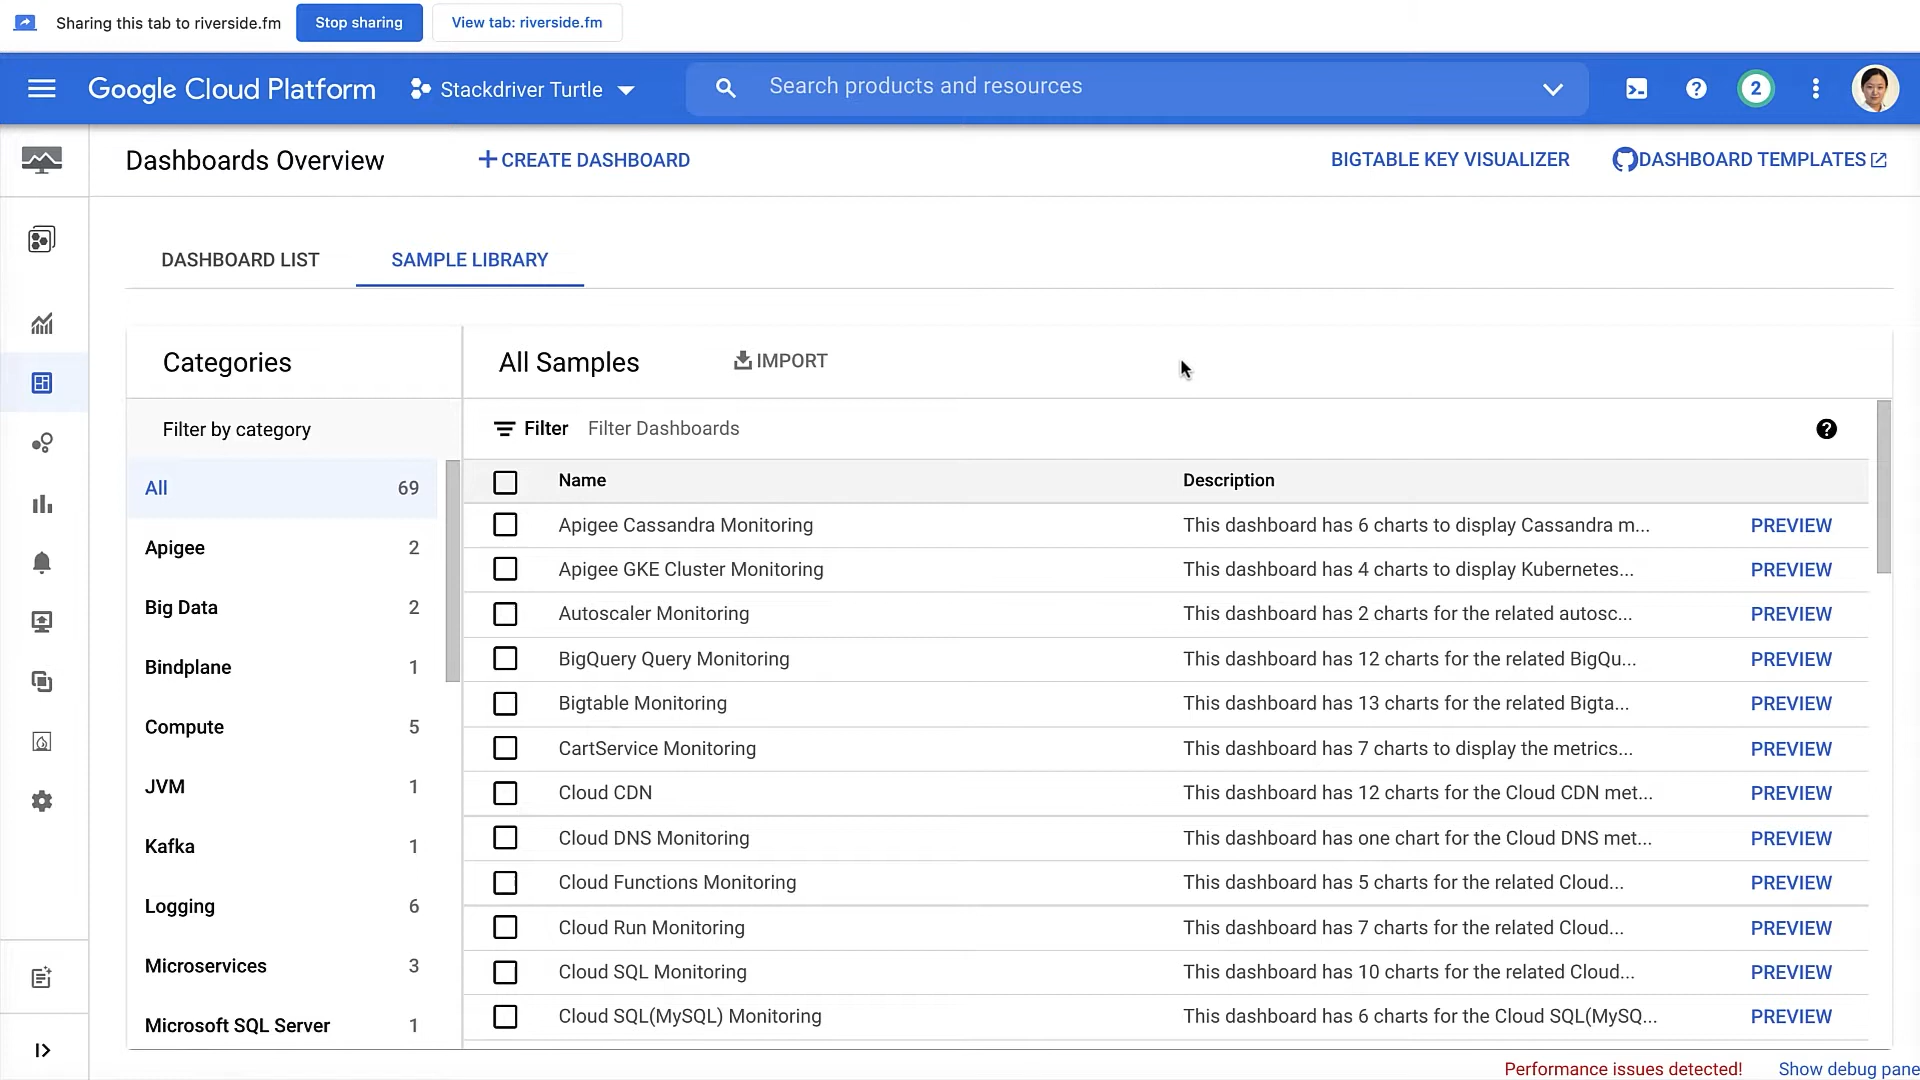 Sharing this tab to riverside.fm Stop sharing View tab: riverside.fm
Google Cloud Platform Stackdriver Turtle Search products and resources 2
Dashboards Overview CREATE DASHBOARD BIGTABLE KEY VISUALIZER DASHBOARD TEMPLATES
DASHBOARD LIST SAMPLE LIBRARY
Categories
Filter by category
All 69
Apigee 2
Big Data 2
Bindplane 1
Compute 5
JVM 1
Kafka 1
Logging 6
Microservices 3
Microsoft SQL Server 1
All Samples IMPORT
Filter Filter Dashboards
Name Description
Apigee Cassandra Monitoring This dashboard has 6 charts to display Cassandra m... PREVIEW
Apigee GKE Cluster Monitoring This dashboard has 4 charts to display Kubernetes... PREVIEW
Autoscaler Monitoring This dashboard has 2 charts for the related autosc... PREVIEW
BigQuery Query Monitoring This dashboard has 12 charts for the related BigQu... PREVIEW
Bigtable Monitoring This dashboard has 13 charts for the related Bigta... PREVIEW
CartService Monitoring This dashboard has 7 charts to display the metrics... PREVIEW
Cloud CDN This dashboard has 12 charts for the Cloud CDN met... PREVIEW
Cloud DNS Monitoring This dashboard has one chart for the Cloud DNS met... PREVIEW
Cloud Functions Monitoring This dashboard has 5 charts for the related Cloud... PREVIEW
Cloud Run Monitoring This dashboard has 7 charts for the related Cloud... PREVIEW
Cloud SQL Monitoring This dashboard has 10 charts for the related Cloud... PREVIEW
Cloud SQL(MySQL) Monitoring This dashboard has 6 charts for the Cloud SQL(MySQ... PREVIEW
Performance issues detected! Show debug pane